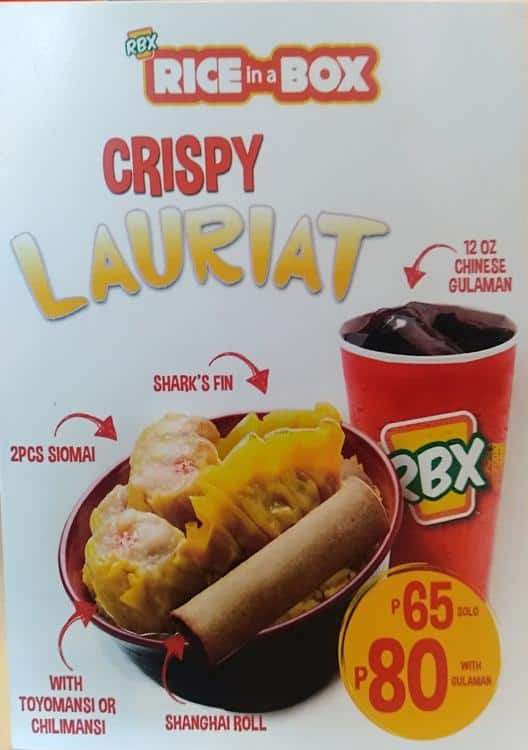 RBX
RICE in a BOX
CRISPY
LAURIAT
12 OZ
CHINESE
GULAMAN
SHARK'S FIN
2PCS SIOMAI
RBX
P65 SOLO
P80 WITH
GULAMAN
WITH
TOYOMANSI OR
CHILIMANSI
SHANGHAI ROLL